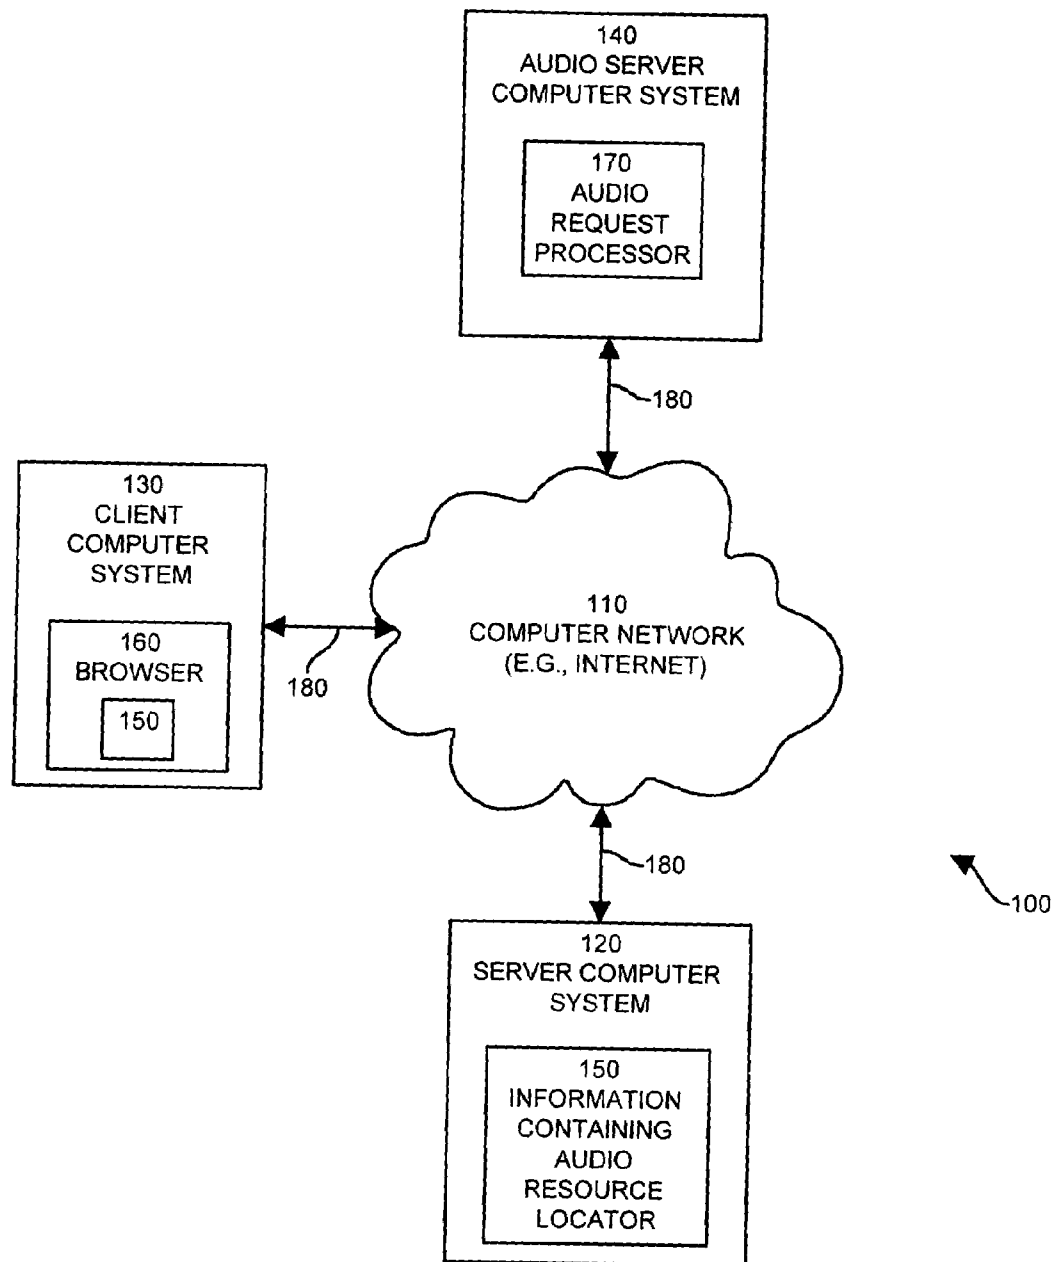 140
AUDIO SERVER
COMPUTER SYSTEM
170
AUDIO
REQUEST
PROCESSOR
180
130
CLIENT
COMPUTER
SYSTEM
160
BROWSER
150
180
110
COMPUTER NETWORK
(E.G., INTERNET)
180
100
120
SERVER COMPUTER
SYSTEM
150
INFORMATION
CONTAINING
AUDIO
RESOURCE
LOCATOR